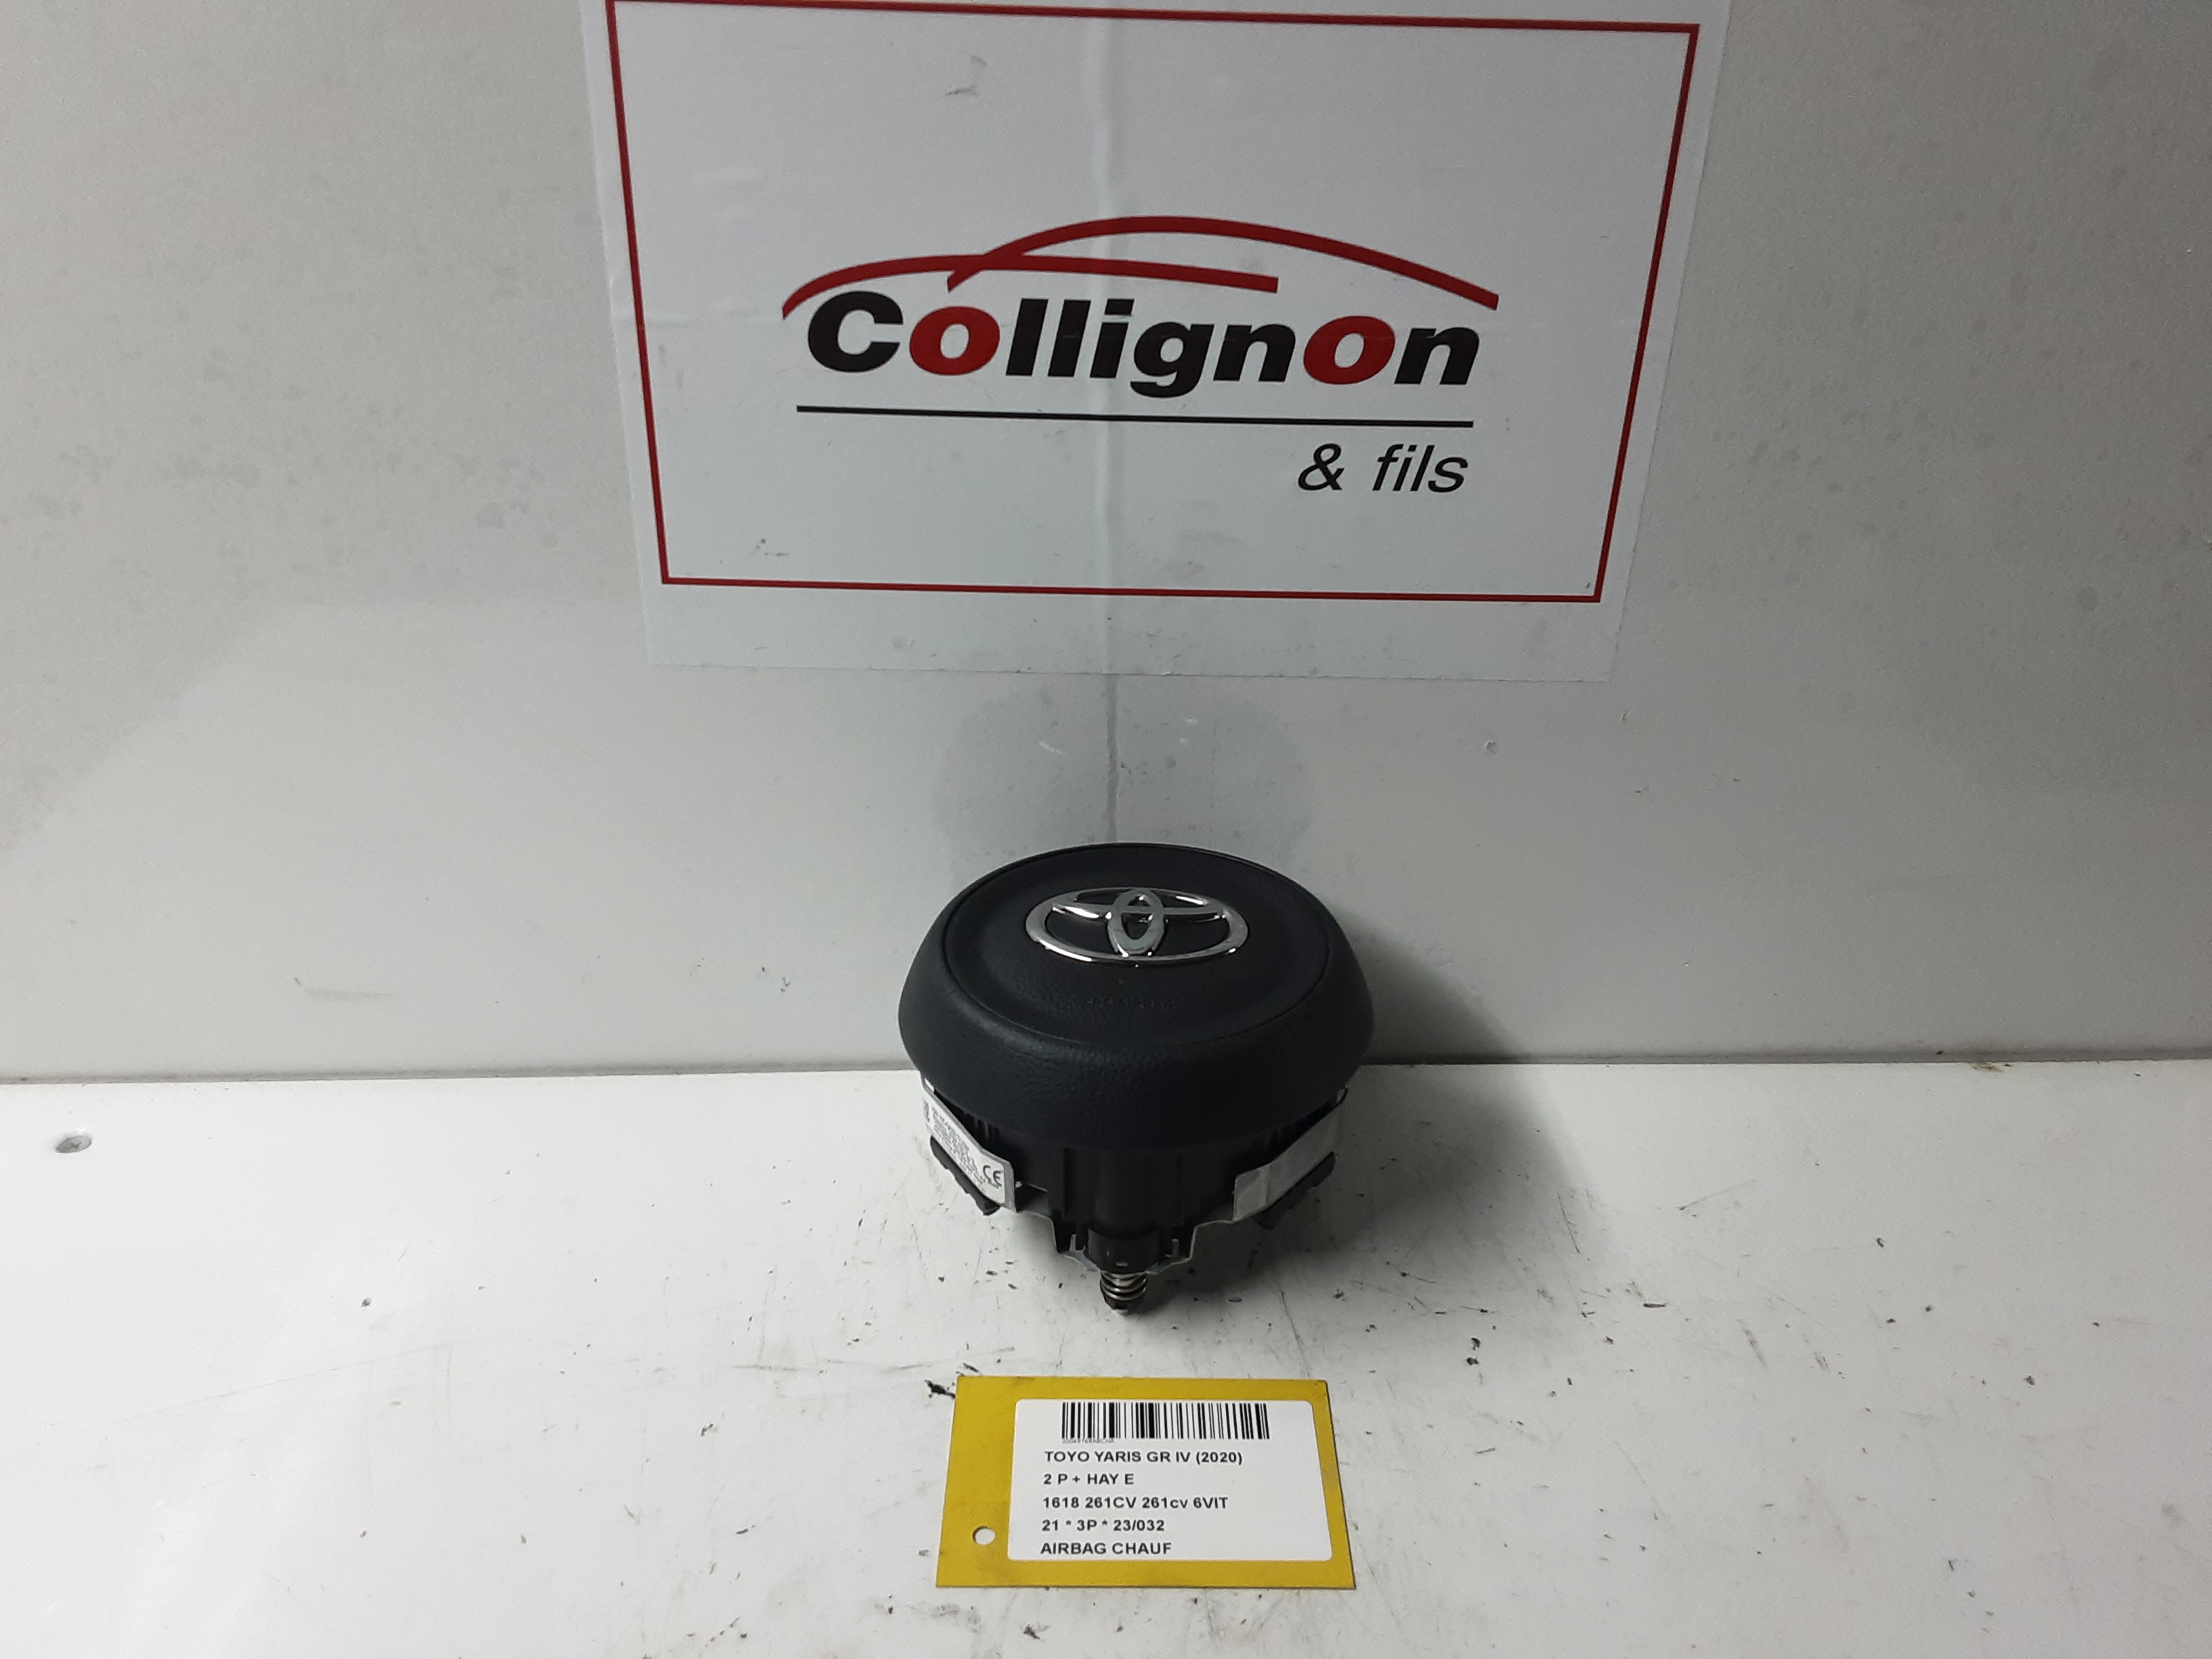 Collignon
& fils
CE
TOYO YARIS GR IV (2020)
2 P + HAY E
1618 261CV 261cv 6VIT
21 * 3P * 23/032
AIRBAG CHAUF